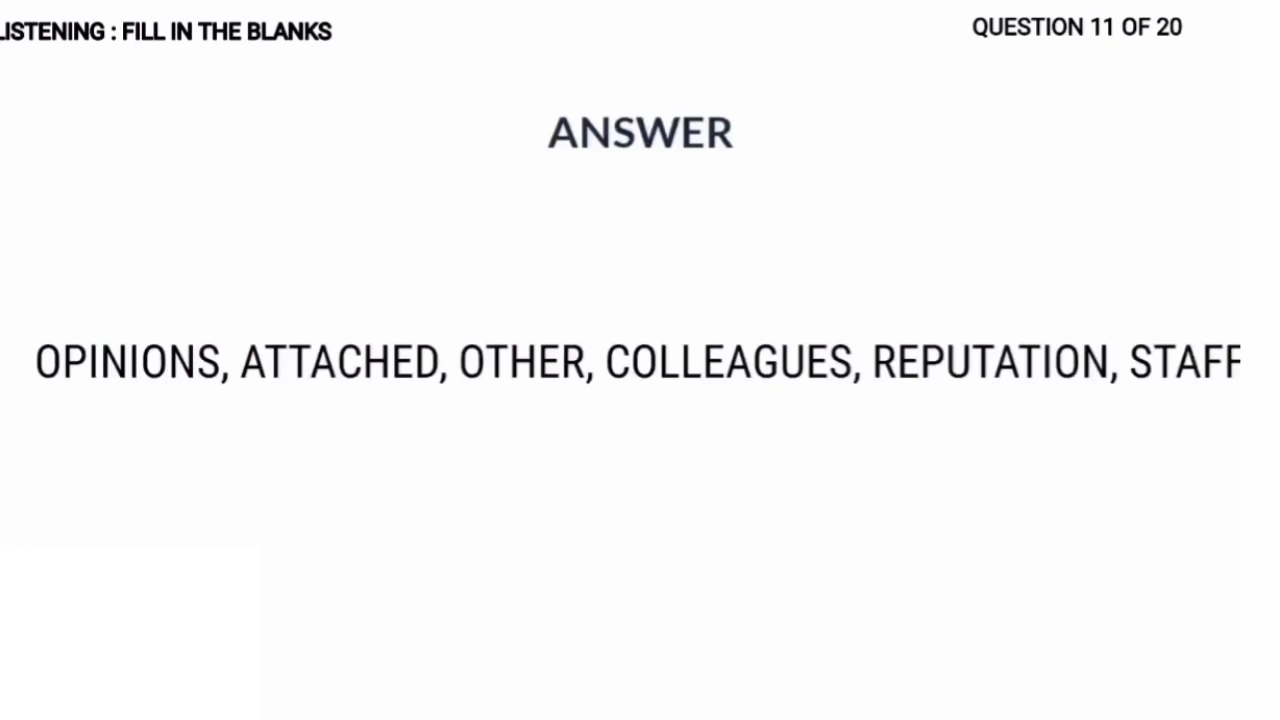 LISTENING : FILL IN THE BLANKS
QUESTION 11 OF 20
ANSWER
OPINIONS, ATTACHED, OTHER, COLLEAGUES, REPUTATION, STAFF